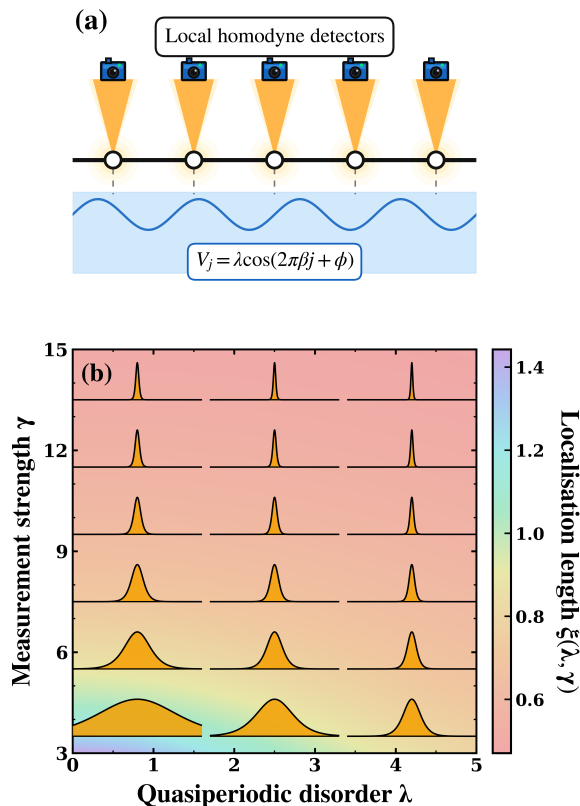 (a)
Local homodyne detectors
V_j = λcos(2πβj + ϕ)
(b)
15
12
9
6
3
Measurement strength γ
0
1
2
3
4
5
Quasiperiodic disorder λ
1.4
1.2
1.0
0.8
0.6
Localisation length ξ(λ, γ)